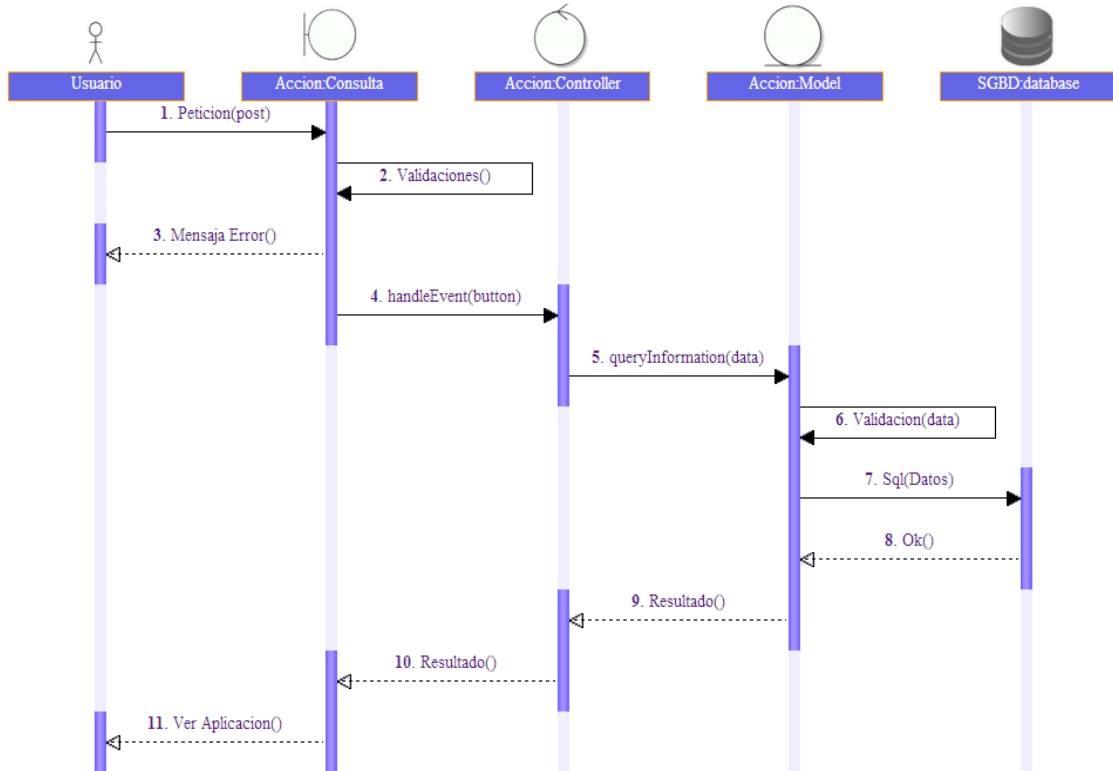 Usuario
Accion:Consulta
Accion:Controller
Accion:Model
SGBD:database
1. Peticion(post)
2. Validaciones()
3. Mensaja Error()
4. handleEvent(button)
5. queryInformation(data)
6. Validacion(data)
7. Sql(Datos)
8. Ok()
9. Resultado()
10. Resultado()
11. Ver Aplicacion()